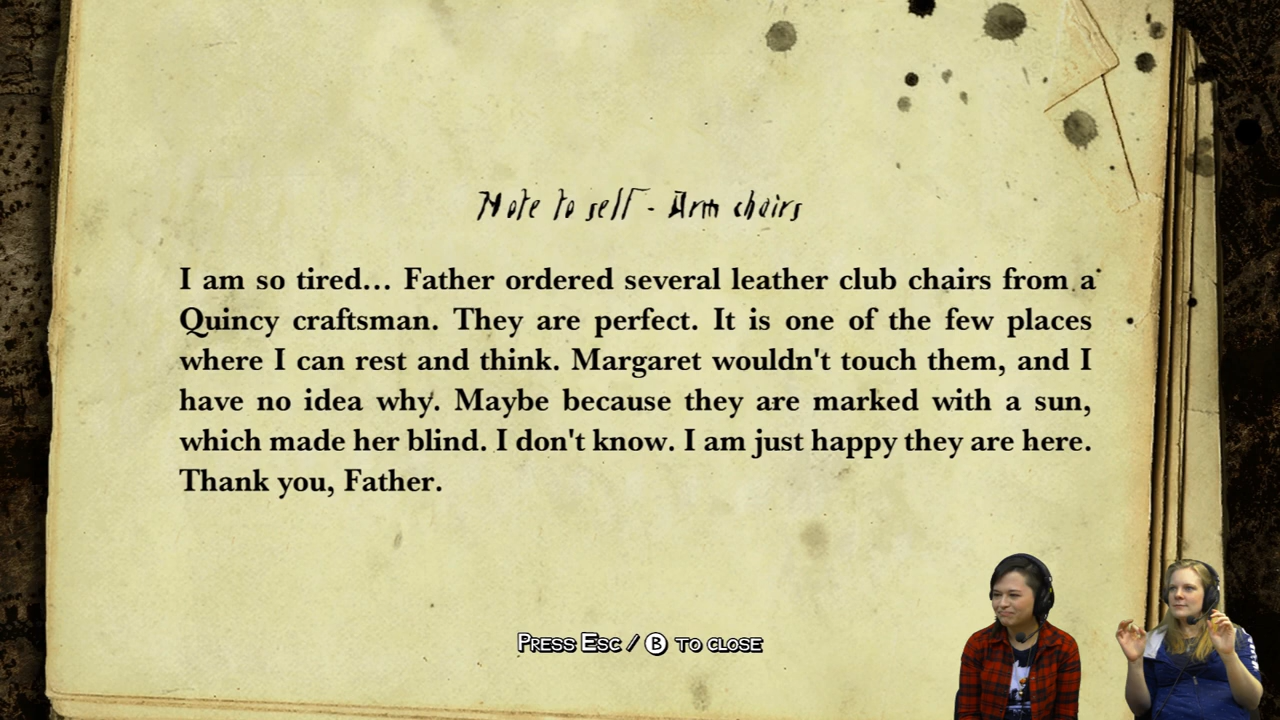 Note to self - Arm chairs
I am so tired... Father ordered several leather club chairs from a
Quincy craftsman. They are perfect. It is one of the few places
where I can rest and think. Margaret wouldn't touch them, and I
have no idea why. Maybe because they are marked with a sun,
which made her blind. I don't know. I am just happy they are here.
Thank you, Father.
Press Esc / B to close